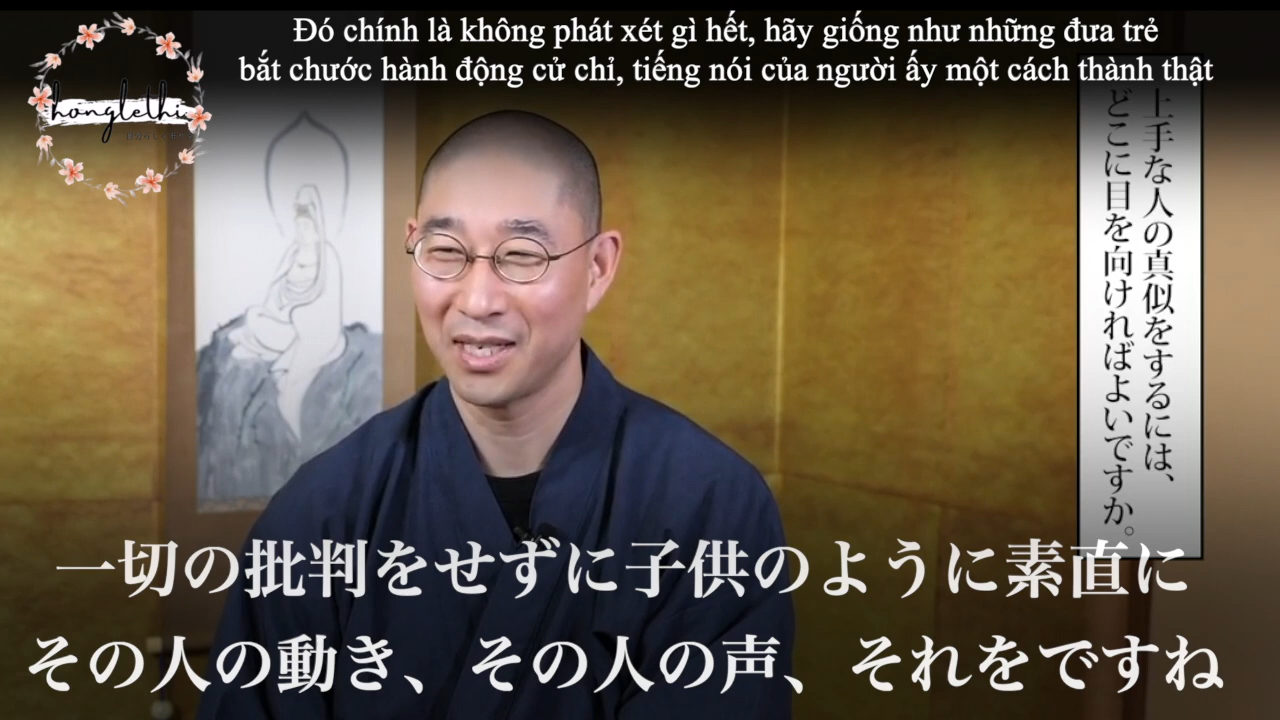 Đó chính là không phát xét gì hết, hãy giống như những đưa trẻ
bắt chước hành động cử chỉ, tiếng nói của người ấy một cách thành thật
honglethi
上手な人の真似をするには、
どこに目を向ければよいですか。
一切の批判をせずに子供のように素直に
その人の動き、その人の声、それをですね